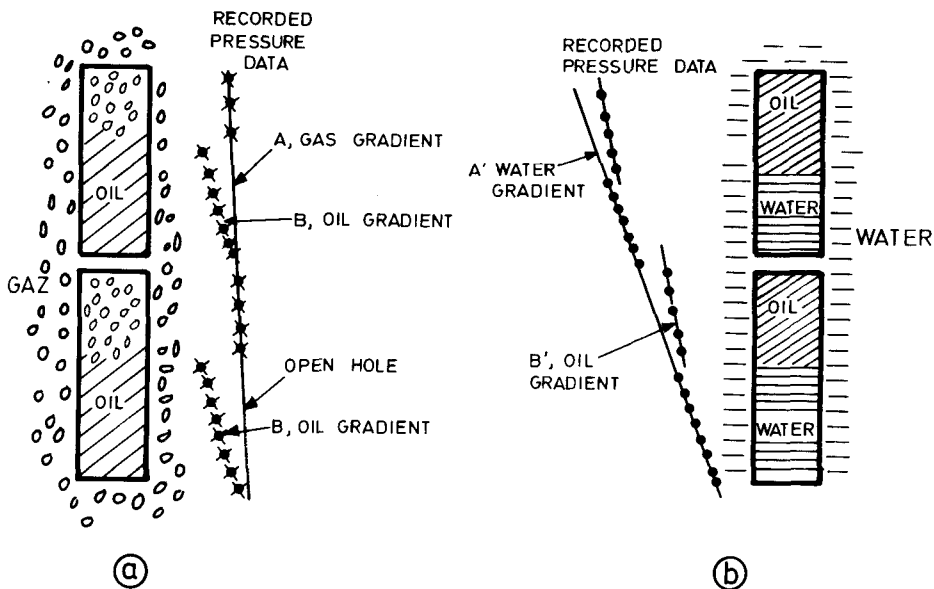 RECORDED
PRESSURE
DATA
A, GAS GRADIENT
OIL
B, OIL GRADIENT
GAZ
OPEN HOLE
OIL
B, OIL GRADIENT
a
RECORDED
PRESSURE DATA
OIL
A' WATER
GRADIENT
WATER
WATER
OIL
B', OIL
GRADIENT
WATER
b